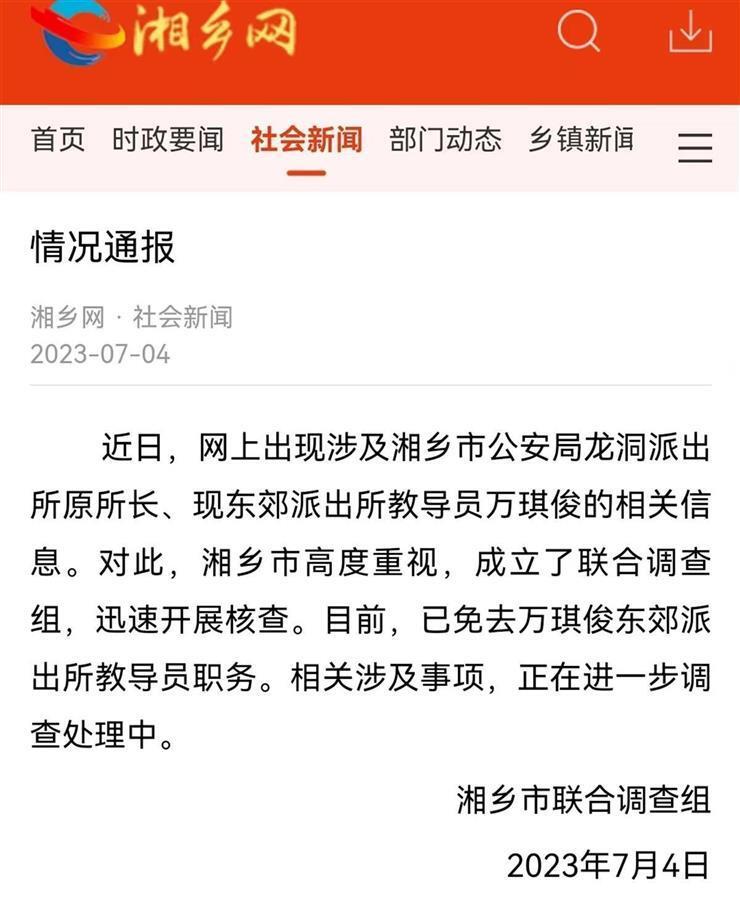 湘乡网
首页 时政要闻 社会新闻 部门动态 乡镇新闻
情况通报
湘乡网 · 社会新闻
2023-07-04
近日，网上出现涉及湘乡市公安局龙洞派出
所原所长、现东郊派出所教导员万琪俊的相关信
息。对此，湘乡市高度重视，成立了联合调查
组，迅速开展核查。目前，已免去万琪俊东郊派
出所教导员职务。相关涉及事项，正在进一步调
查处理中。
湘乡市联合调查组
2023年7月4日